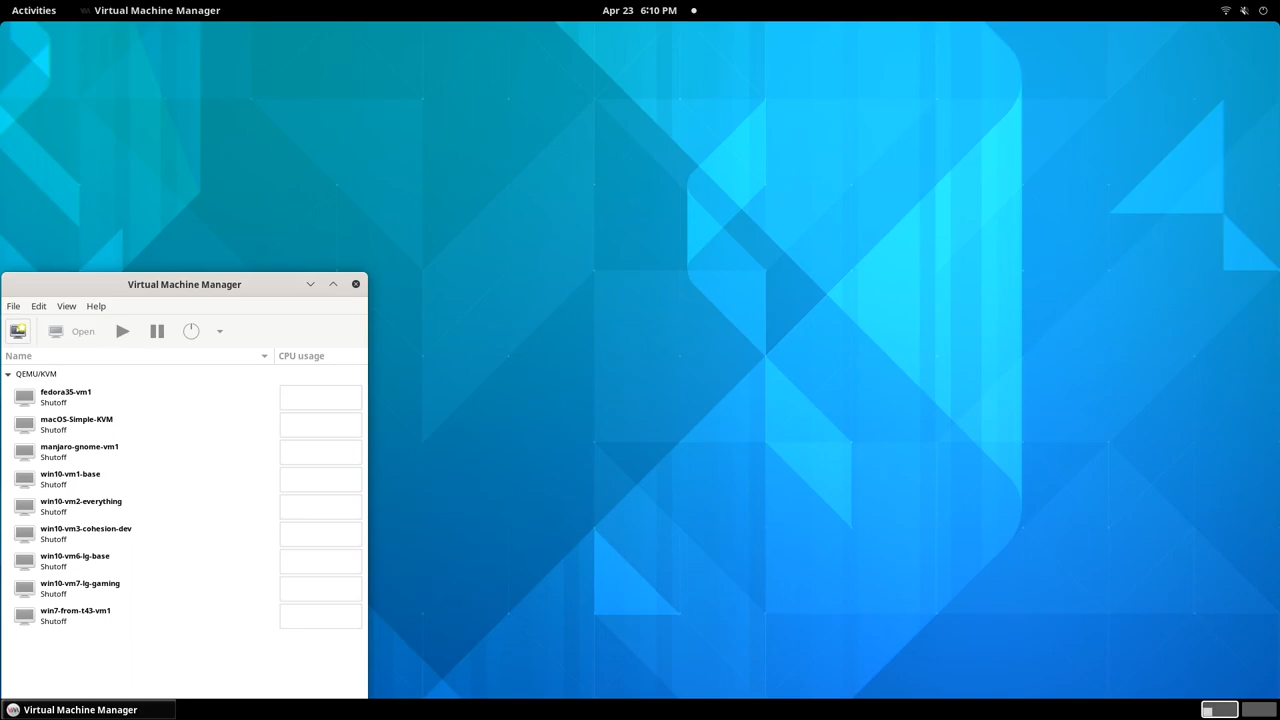 Activities
Virtual Machine Manager
Apr 23 6:10 PM
Virtual Machine Manager
File Edit View Help
Open
Name CPU usage
QEMU/KVM
fedora35-vm1
Shutoff
macOS-Simple-KVM
Shutoff
manjaro-gnome-vm1
Shutoff
win10-vm1-base
Shutoff
win10-vm2-everything
Shutoff
win10-vm3-cohesion-dev
Shutoff
win10-vm6-lg-base
Shutoff
win10-vm7-lg-gaming
Shutoff
win7-from-t43-vm1
Shutoff
Virtual Machine Manager